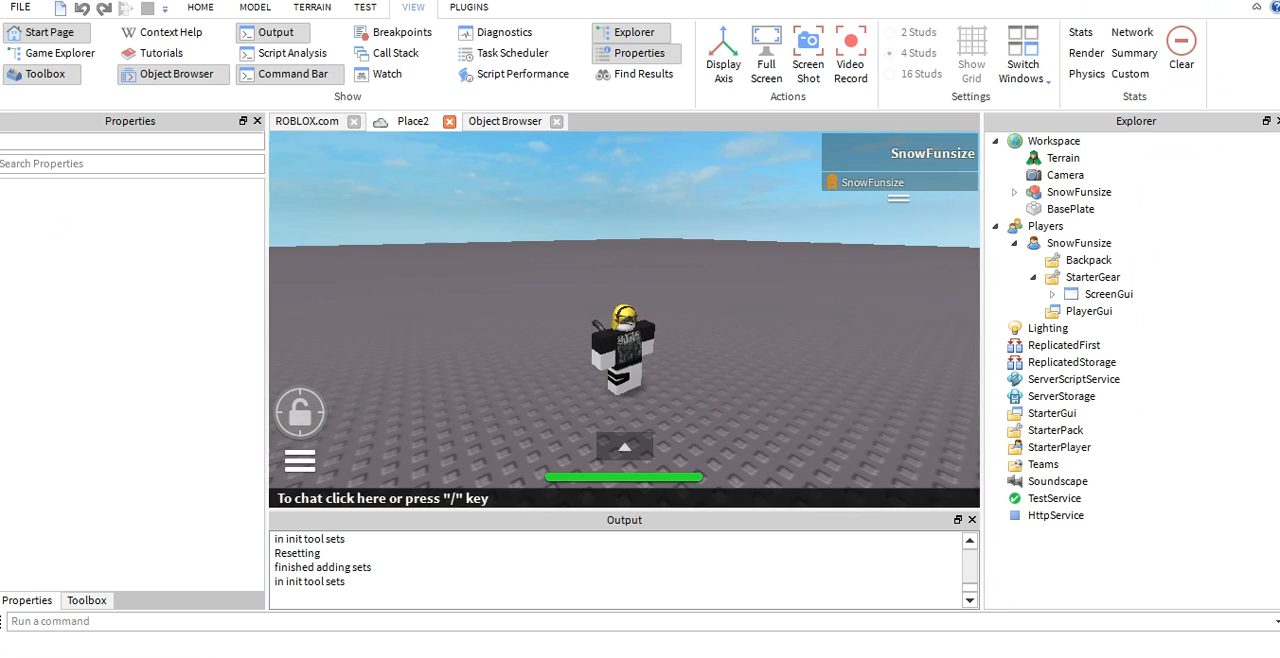 FILE HOME MODEL TERRAIN TEST VIEW PLUGINS
Start Page
Game Explorer
Toolbox
Context Help
Tutorials
Object Browser
Output
Script Analysis
Command Bar
Breakpoints
Call Stack
Watch
Diagnostics
Task Scheduler
Script Performance
Explorer
Properties
Find Results
Show
Display
Axis
Full
Screen
Screen
Shot
Video
Record
Actions
2 Studs
4 Studs
16 Studs
Show
Grid
Switch
Windows
Settings
Stats Network
Render Summary
Physics Custom
Clear
Stats
Properties
Search Properties
ROBLOX.com Place2 Object Browser
SnowFunsize
SnowFunsize
To chat click here or press "/" key
Output
in init tool sets
Resetting
finished adding sets
in init tool sets
Explorer
Workspace
Terrain
Camera
SnowFunsize
BasePlate
Players
SnowFunsize
Backpack
StarterGear
ScreenGui
PlayerGui
Lighting
ReplicatedFirst
ReplicatedStorage
ServerScriptService
ServerStorage
StarterGui
StarterPack
StarterPlayer
Teams
Soundscape
TestService
HttpService
Properties Toolbox
Run a command